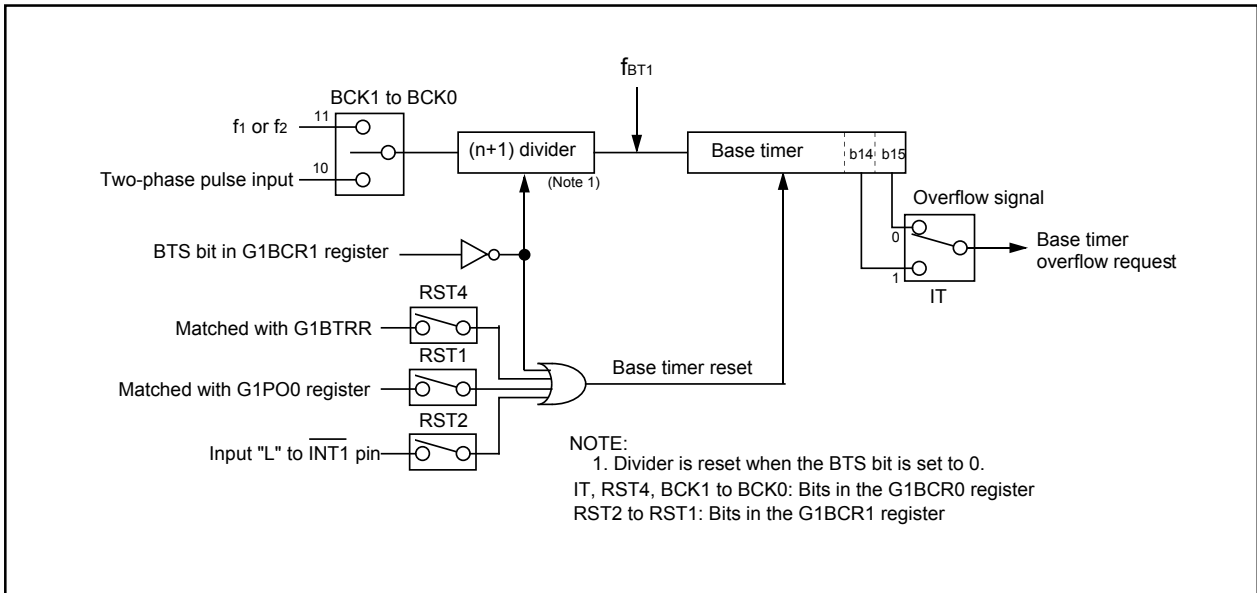 fBT1
BCK1 to BCK0
11
f1 or f2
(n+1) divider
Base timer
b14
b15
10
Two-phase pulse input
(Note 1)
Overflow signal
0
Base timer
overflow request
BTS bit in G1BCR1 register
1
IT
RST4
Matched with G1BTRR
RST1
Base timer reset
Matched with G1PO0 register
RST2
Input "L" to INT1 pin
NOTE:
1. Divider is reset when the BTS bit is set to 0.
IT, RST4, BCK1 to BCK0: Bits in the G1BCR0 register
RST2 to RST1: Bits in the G1BCR1 register